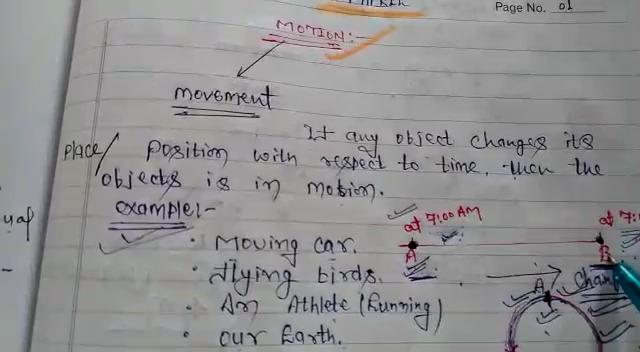 Page No. 01
MOTION:-
movement
If any object changes its
place/ position with respect to time, then the
objects is in motion.
example:-
at 7:00 AM
A
B
• Moving car.
• flying birds.
• An Athlete (Running)
A
• our Earth.